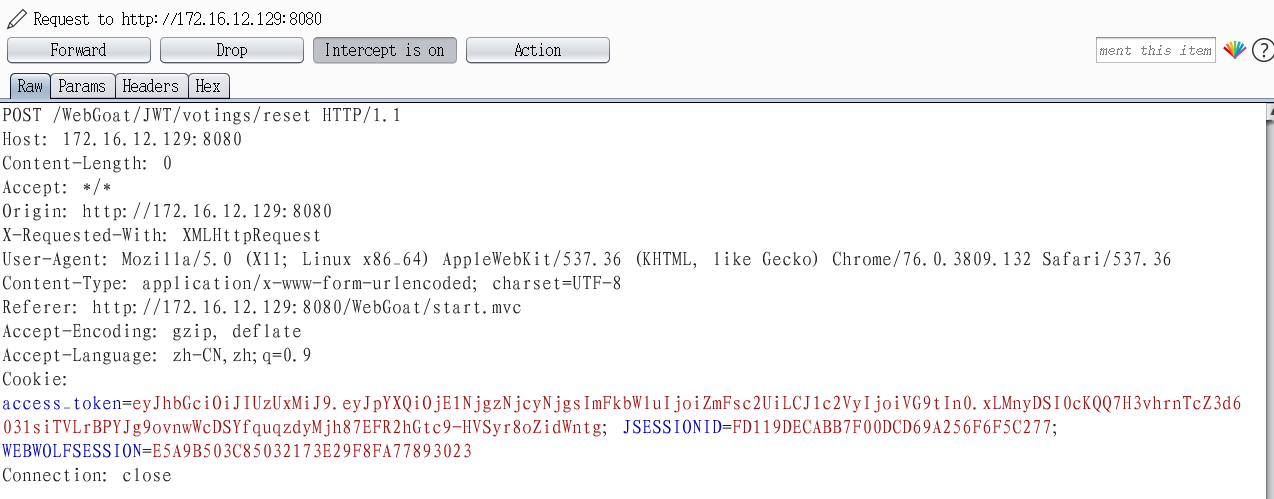 Request to http://172.16.12.129:8080
Forward Drop Intercept is on Action ment this item ?
Raw Params Headers Hex
POST /WebGoat/JWT/votings/reset HTTP/1.1
Host: 172.16.12.129:8080
Content-Length: 0
Accept: */*
Origin: http://172.16.12.129:8080
X-Requested-With: XMLHttpRequest
User-Agent: Mozilla/5.0 (X11; Linux x86_64) AppleWebKit/537.36 (KHTML, like Gecko) Chrome/76.0.3809.132 Safari/537.36
Content-Type: application/x-www-form-urlencoded; charset=UTF-8
Referer: http://172.16.12.129:8080/WebGoat/start.mvc
Accept-Encoding: gzip, deflate
Accept-Language: zh-CN,zh;q=0.9
Cookie:
access_token=eyJhbGciOiJIUzUxMiJ9.eyJpYXQiOjE1NjgzNjcyNjgsImFkbWluIjoiZmFsc2UiLCJ1c2VyIjoiVG9tIn0.xLMnyDSI0cKQQ7H3vhrnTcZ3d6
031siTVLrBPYJg9ovnwWcDSYfquqzdyMjh87EFR2hGtc9-HVSyr8oZidWntg; JSESSIONID=FD119DECABB7F00DCD69A256F6F5C277;
WEBWOLFSESSION=E5A9B503C85032173E29F8FA77893023
Connection: close